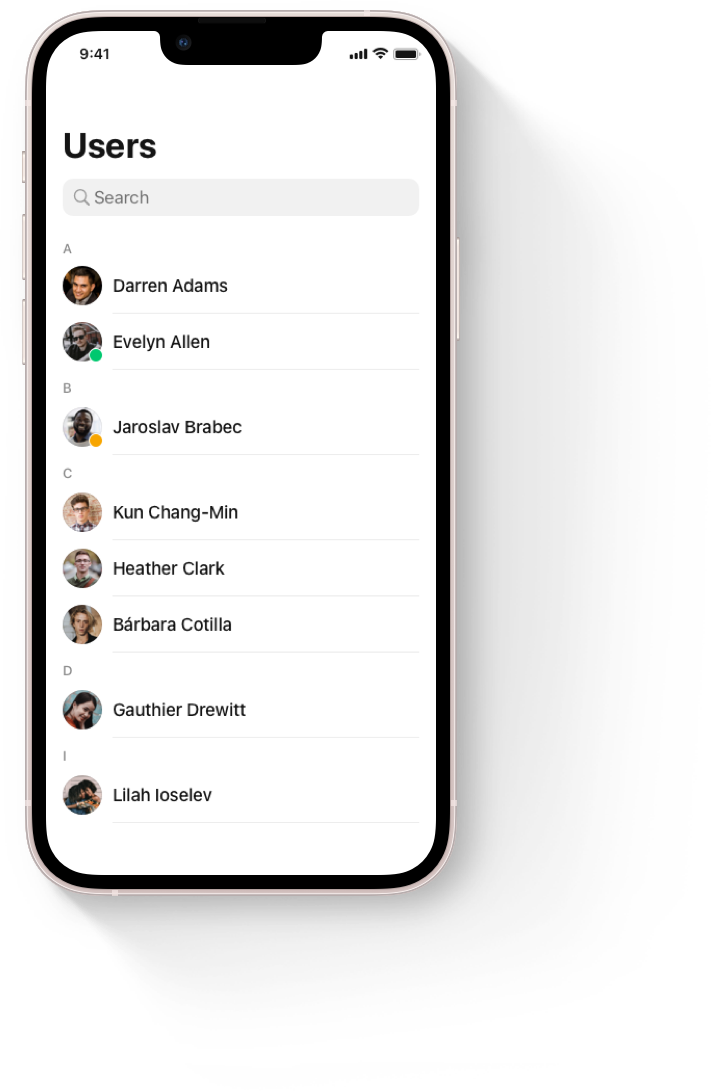 9:41
Users
Search
A
Darren Adams
Evelyn Allen
B
Jaroslav Brabec
C
Kun Chang-Min
Heather Clark
Bárbara Cotilla
D
Gauthier Drewitt
I
Lilah Ioselev